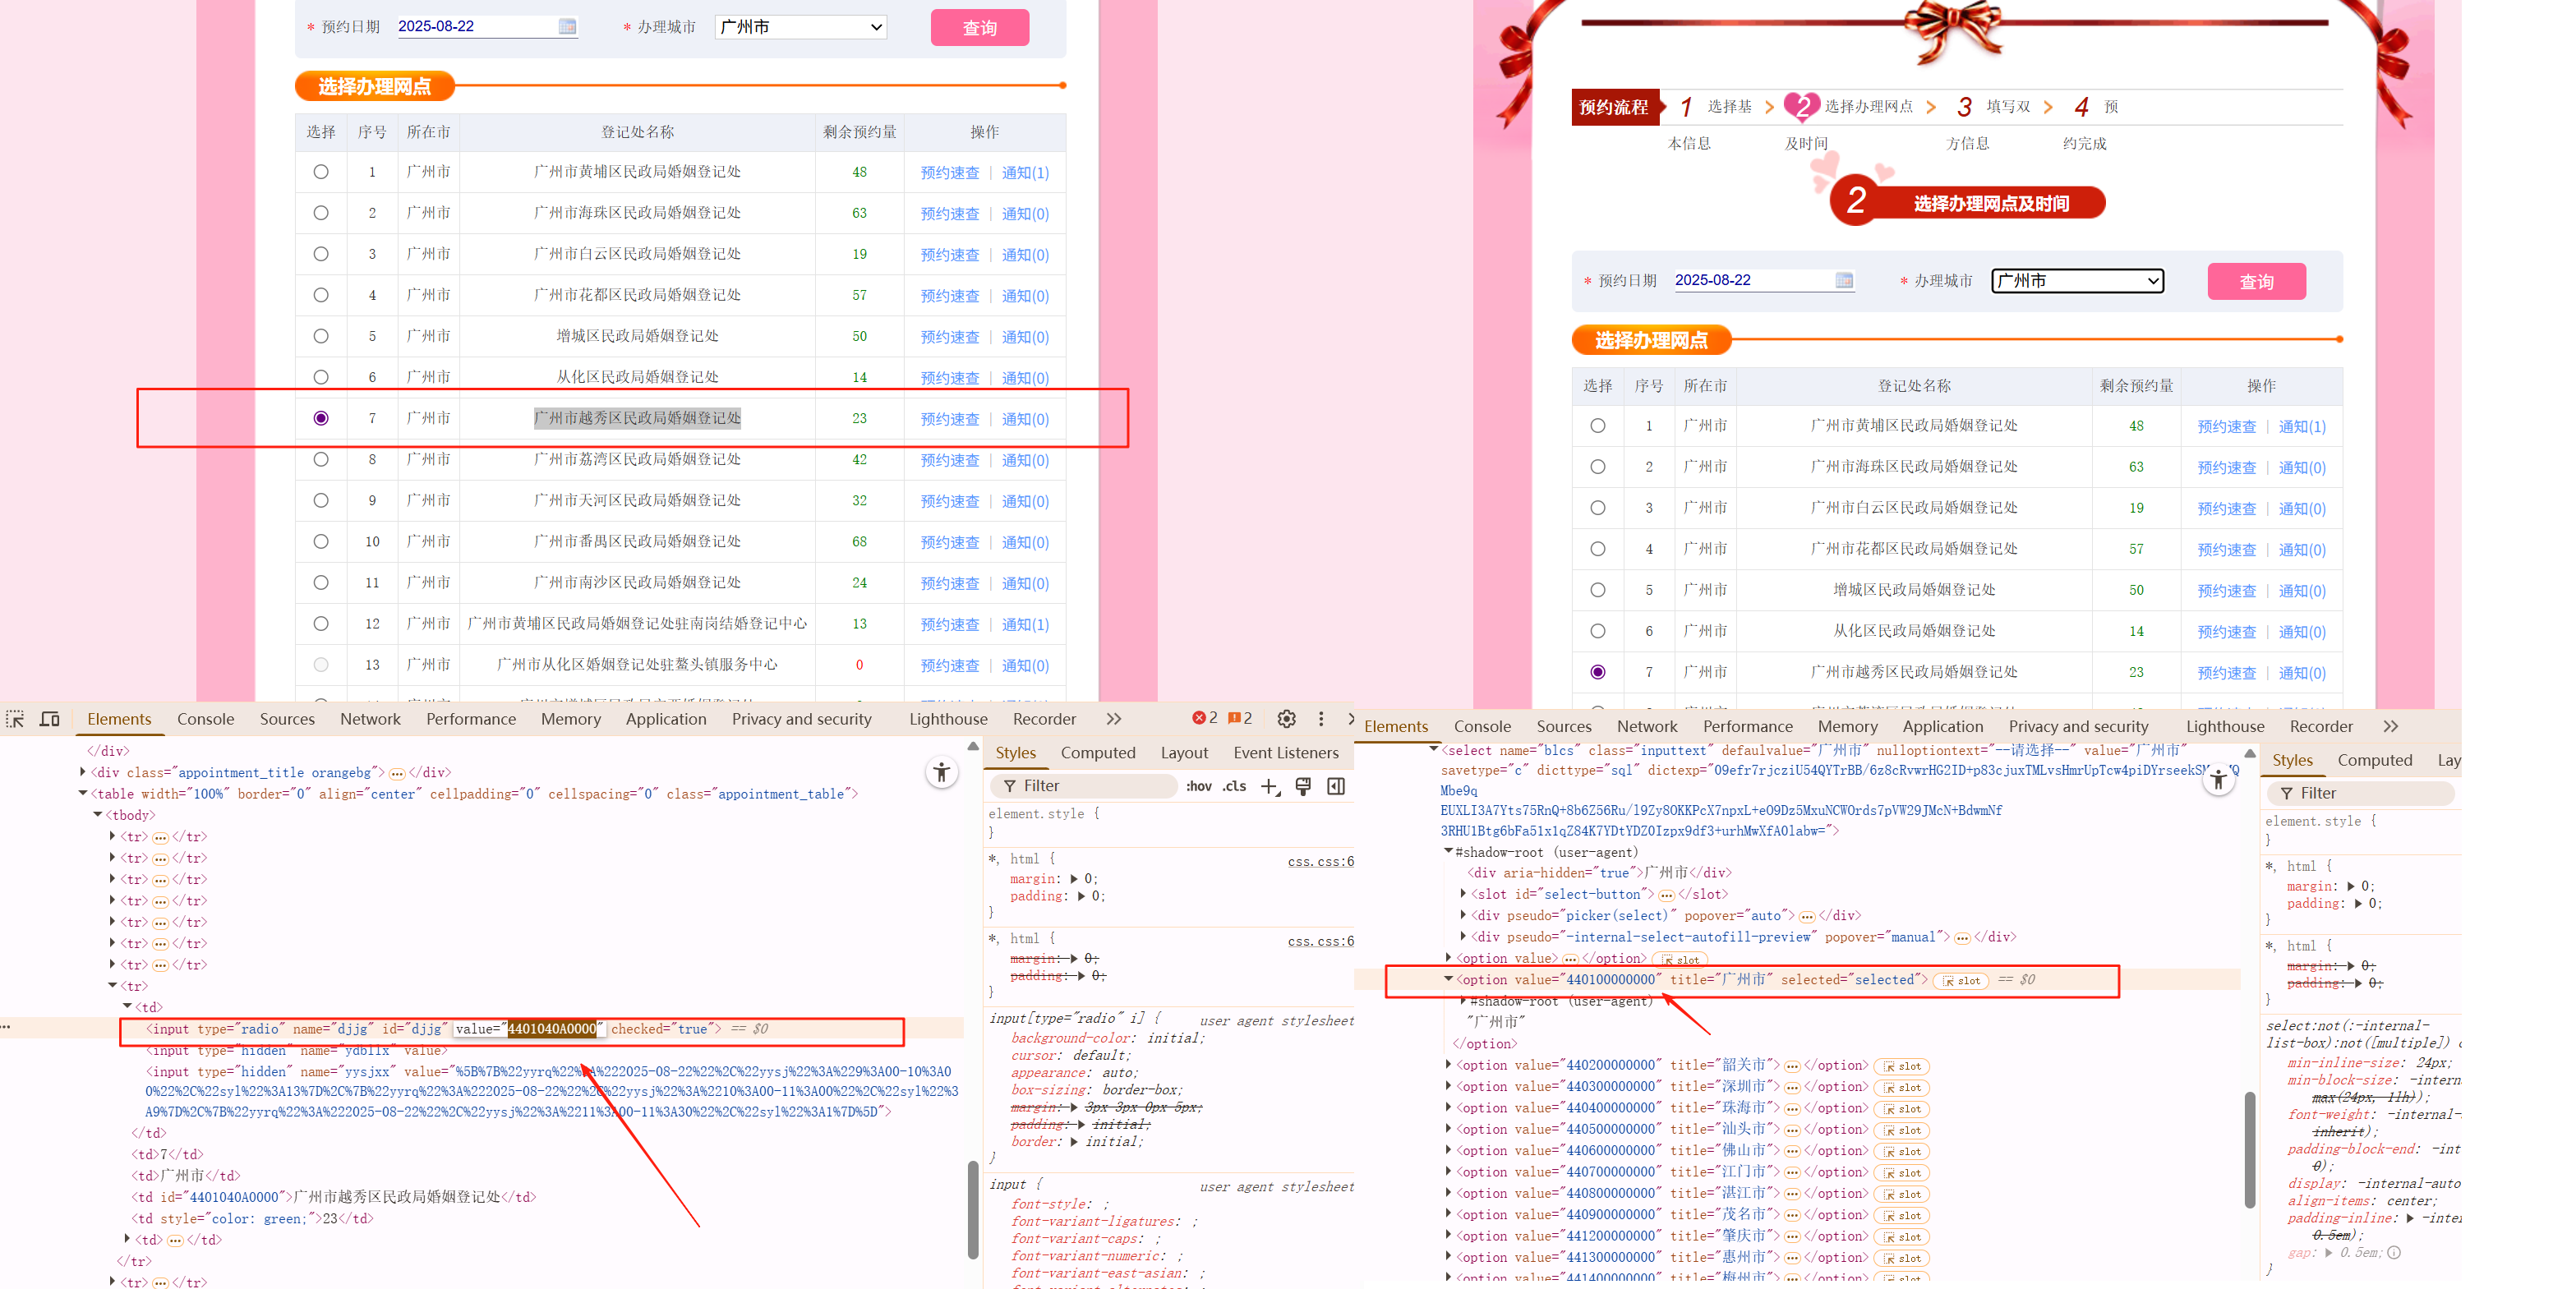 * 预约日期 2025-08-22 * 办理城市 广州市 查询
选择办理网点
选择 序号 所在市 登记处名称 剩余预约量 操作
1 广州市 广州市黄埔区民政局婚姻登记处 48 预约速查 | 通知(1)
2 广州市 广州市海珠区民政局婚姻登记处 63 预约速查 | 通知(0)
3 广州市 广州市白云区民政局婚姻登记处 19 预约速查 | 通知(0)
4 广州市 广州市花都区民政局婚姻登记处 57 预约速查 | 通知(0)
5 广州市 增城区民政局婚姻登记处 50 预约速查 | 通知(0)
6 广州市 从化区民政局婚姻登记处 14 预约速查 | 通知(0)
7 广州市 广州市越秀区民政局婚姻登记处 23 预约速查 | 通知(0)
8 广州市 广州市荔湾区民政局婚姻登记处 42 预约速查 | 通知(0)
9 广州市 广州市天河区民政局婚姻登记处 32 预约速查 | 通知(0)
10 广州市 广州市番禺区民政局婚姻登记处 68 预约速查 | 通知(0)
11 广州市 广州市南沙区民政局婚姻登记处 24 预约速查 | 通知(0)
12 广州市 广州市黄埔区民政局婚姻登记处驻南岗结婚登记中心 13 预约速查 | 通知(1)
13 广州市 广州市从化区婚姻登记处驻鳌头镇服务中心 0 预约速查 | 通知(0)
Elements Console Sources Network Performance Memory Application Privacy and security Lighthouse Recorder 2 2
</div>
<div class="appointment_title orangebg"> </div>
<table width="100%" border="0" align="center" cellpadding="0" cellspacing="0" class="appointment_table">
<tbody>
<tr> </tr>
<tr> </tr>
<tr> </tr>
<tr> </tr>
<tr> </tr>
<tr> </tr>
<tr> </tr>
<tr>
<td>
<input type="radio" name="djjg" id="djjg" value="4401040A0000" checked="true"> == $0
<input type="hidden" name="ydbllx" value>
<input type="hidden" name="yysjxx" value="%5B%7B%22yyrq%22%3A%222025-08-22%22%2C%22yysj%22%3A%229%3A00-10%3A0
0%22%2C%22syl%22%3A13%7D%2C%7B%22yyrq%22%3A%222025-08-22%22%2C%22yysj%22%3A%2210%3A00-11%3A00%22%2C%22syl%22%3
A9%7D%2C%7B%22yyrq%22%3A%222025-08-22%22%2C%22yysj%22%3A%2211%3A00-11%3A30%22%2C%22syl%22%3A1%7D%5D">
</td>
<td>7</td>
<td>广州市</td>
<td id="4401040A0000">广州市越秀区民政局婚姻登记处</td>
<td style="color: green;">23</td>
<td> </td>
</tr>
<tr> </tr>
Styles Computed Layout Event Listeners
Filter :hov .cls
element.style {
}
*, html { css.css:6
margin: 0;
padding: 0;
}
*, html { css.css:6
margin: 0;
padding: 0;
}
input[type="radio" i] { user agent stylesheet
background-color: initial;
cursor: default;
appearance: auto;
box-sizing: border-box;
margin: 3px 3px 0px 5px;
padding: initial;
border: initial;
}
input { user agent stylesheet
font-style: ;
font-variant-ligatures: ;
font-variant-caps: ;
font-variant-numeric: ;
font-variant-east-asian: ;
预约流程 1 选择基本信息 2 选择办理网点及时间 3 填写双方信息 4 预约完成
2 选择办理网点及时间
* 预约日期 2025-08-22 * 办理城市 广州市 查询
选择办理网点
选择 序号 所在市 登记处名称 剩余预约量 操作
1 广州市 广州市黄埔区民政局婚姻登记处 48 预约速查 | 通知(1)
2 广州市 广州市海珠区民政局婚姻登记处 63 预约速查 | 通知(0)
3 广州市 广州市白云区民政局婚姻登记处 19 预约速查 | 通知(0)
4 广州市 广州市花都区民政局婚姻登记处 57 预约速查 | 通知(0)
5 广州市 增城区民政局婚姻登记处 50 预约速查 | 通知(0)
6 广州市 从化区民政局婚姻登记处 14 预约速查 | 通知(0)
7 广州市 广州市越秀区民政局婚姻登记处 23 预约速查 | 通知(0)
Elements Console Sources Network Performance Memory Application Privacy and security Lighthouse Recorder
<select name="blcs" class="inputtext" defaulvalue="广州市" nulloptiontext="--请选择--" value="广州市"
savetype="c" dicttype="sql" dictexp="09efr7rjcziU54QYTrBB/6z8cRvwrHG2ID+p83cjuxTMLvsHmrUpTcw4piDYrseekS
Mbe9q
EUXLI3A7Yts75RnQ+8b6Z56Ru/l9Zy8OKKPcX7npxL+eO9Dz5MxuNCWOrds7pVW29JMcN+BdwmNf
3RHU1Btg6bFa51x1qZ84K7YDtYDZ0Izpx9df3+urhMwXfA0labw=">
#shadow-root (user-agent)
<div aria-hidden="true">广州市</div>
<slot id="select-button"> </slot>
<div pseudo="picker(select)" popover="auto"> </div>
<div pseudo="-internal-select-autofill-preview" popover="manual"> </div>
<option value> </option> slot
<option value="440100000000" title="广州市" selected="selected"> slot == $0
#shadow-root (user-agent)
"广州市"
</option>
<option value="440200000000" title="韶关市"> </option> slot
<option value="440300000000" title="深圳市"> </option> slot
<option value="440400000000" title="珠海市"> </option> slot
<option value="440500000000" title="汕头市"> </option> slot
<option value="440600000000" title="佛山市"> </option> slot
<option value="440700000000" title="江门市"> </option> slot
<option value="440800000000" title="湛江市"> </option> slot
<option value="440900000000" title="茂名市"> </option> slot
<option value="441200000000" title="肇庆市"> </option> slot
<option value="441300000000" title="惠州市"> </option> slot
<option value="441400000000" title="梅州市"> </option> slot
Styles Computed Lay
Filter
element.style {
}
*, html {
margin: 0;
padding: 0;
}
*, html {
margin: 0;
padding: 0;
}
select:not(:-internal-
list-box):not([multiple])
min-inline-size: 24px;
min-block-size: -intern
max(24px, 1lh));
font-weight: -internal-
inherit);
padding-block-end: -int
0);
display: -internal-auto
align-items: center;
padding-inline: -inter
0.5em);
gap: 0.5em;
}